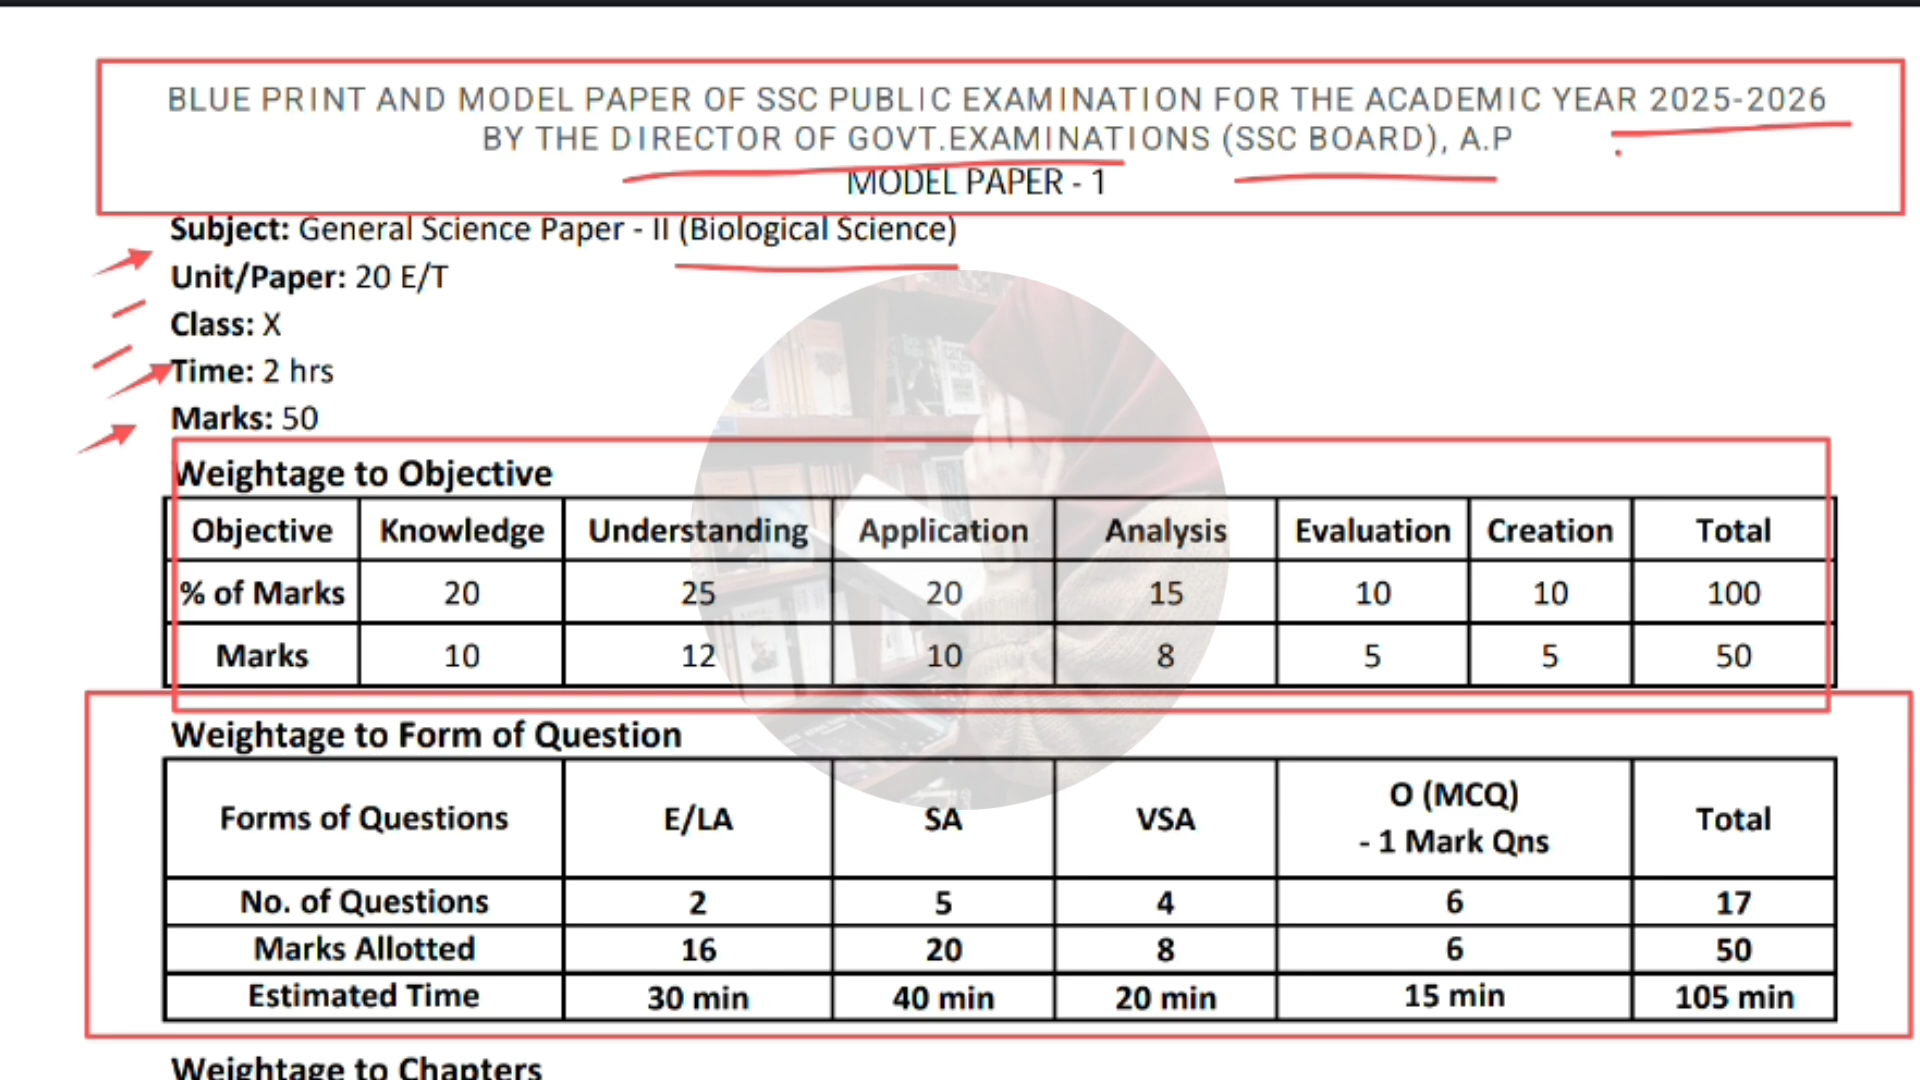 BLUE PRINT AND MODEL PAPER OF SSC PUBLIC EXAMINATION FOR THE ACADEMIC YEAR 2025-2026
BY THE DIRECTOR OF GOVT.EXAMINATIONS (SSC BOARD), A.P
MODEL PAPER - 1
Subject: General Science Paper - II (Biological Science)
Unit/Paper: 20 E/T
Class: X
Time: 2 hrs
Marks: 50
Weightage to Objective
Objective Knowledge Understanding Application Analysis Evaluation Creation Total
% of Marks 20 25 20 15 10 10 100
Marks 10 12 10 8 5 5 50
Weightage to Form of Question
Forms of Questions E/LA SA VSA O (MCQ) - 1 Mark Qns Total
No. of Questions 2 5 4 6 17
Marks Allotted 16 20 8 6 50
Estimated Time 30 min 40 min 20 min 15 min 105 min
Weightage to Chapters